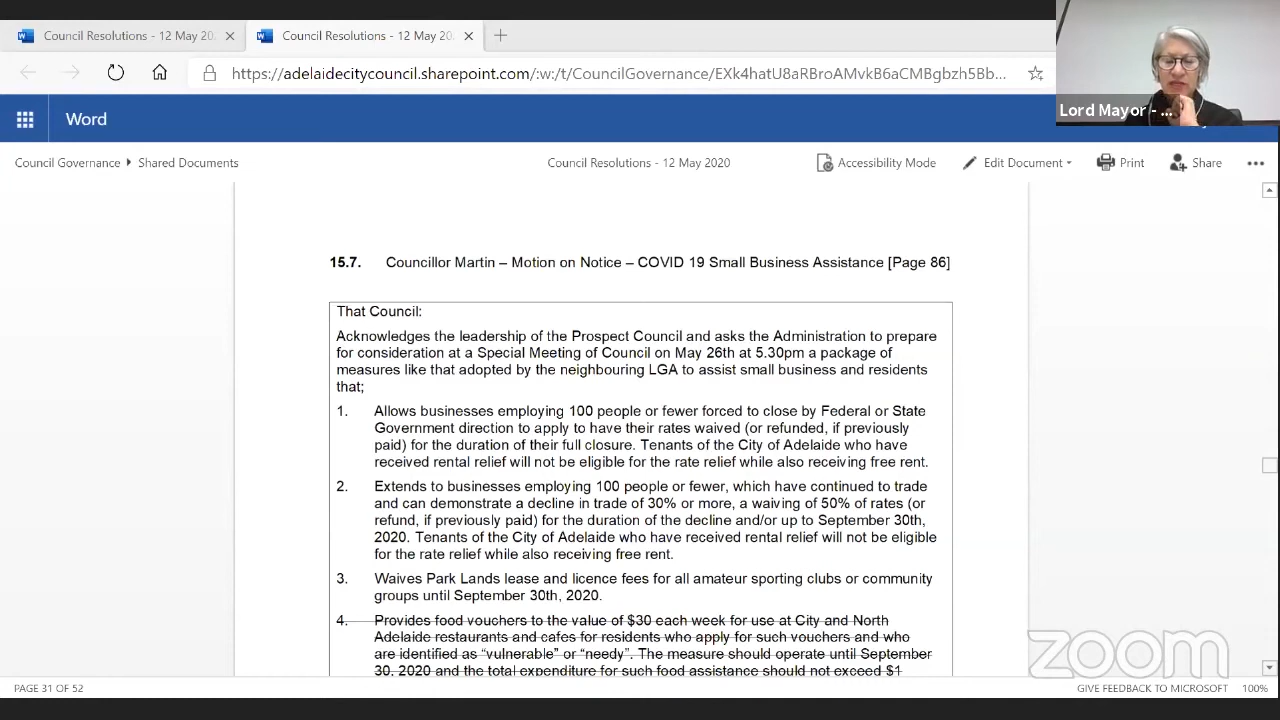 Council Resolutions - 12 May 20
Council Resolutions - 12 May 20
https://adelaidecitycouncil.sharepoint.com/:w:/t/CouncilGovernance/EXk4hatU8aRBroAMvkB6aCMBgbzh5Bb...
Lord Mayor - ...
Word
Council Governance Shared Documents
Council Resolutions - 12 May 2020
Accessibility Mode
Edit Document
Print
Share
15.7. Councillor Martin – Motion on Notice – COVID 19 Small Business Assistance [Page 86]
That Council:
Acknowledges the leadership of the Prospect Council and asks the Administration to prepare
for consideration at a Special Meeting of Council on May 26th at 5.30pm a package of
measures like that adopted by the neighbouring LGA to assist small business and residents
that;
1. Allows businesses employing 100 people or fewer forced to close by Federal or State
Government direction to apply to have their rates waived (or refunded, if previously
paid) for the duration of their full closure. Tenants of the City of Adelaide who have
received rental relief will not be eligible for the rate relief while also receiving free rent.
2. Extends to businesses employing 100 people or fewer, which have continued to trade
and can demonstrate a decline in trade of 30% or more, a waiving of 50% of rates (or
refund, if previously paid) for the duration of the decline and/or up to September 30th,
2020. Tenants of the City of Adelaide who have received rental relief will not be eligible
for the rate relief while also receiving free rent.
3. Waives Park Lands lease and licence fees for all amateur sporting clubs or community
groups until September 30th, 2020.
4. Provides food vouchers to the value of $30 each week for use at City and North
Adelaide restaurants and cafes for residents who apply for such vouchers and who
are identified as “vulnerable” or “needy”. The measure should operate until September
30, 2020 and the total expenditure for such food assistance should not exceed $1
zoom
PAGE 31 OF 52
GIVE FEEDBACK TO MICROSOFT
100%